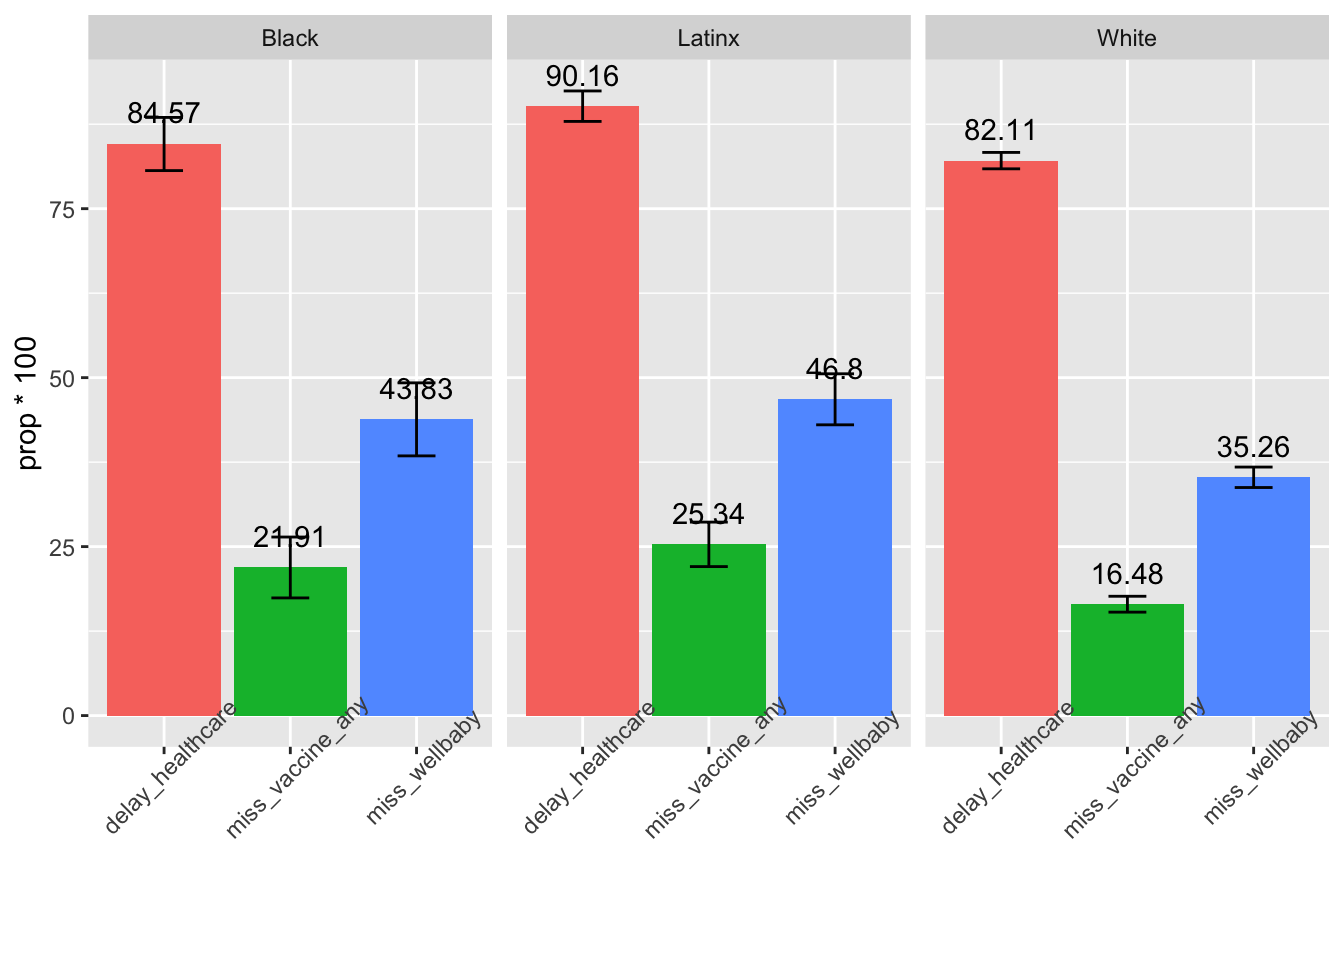 Black
Latinx
White
prop * 100
75
50
25
0
84.57
21.91
43.83
90.16
25.34
46.8
82.11
16.48
35.26
delay_healthcare
miss_vaccine_any
miss_wellbaby
delay_healthcare
miss_vaccine_any
miss_wellbaby
delay_healthcare
miss_vaccine_any
miss_wellbaby